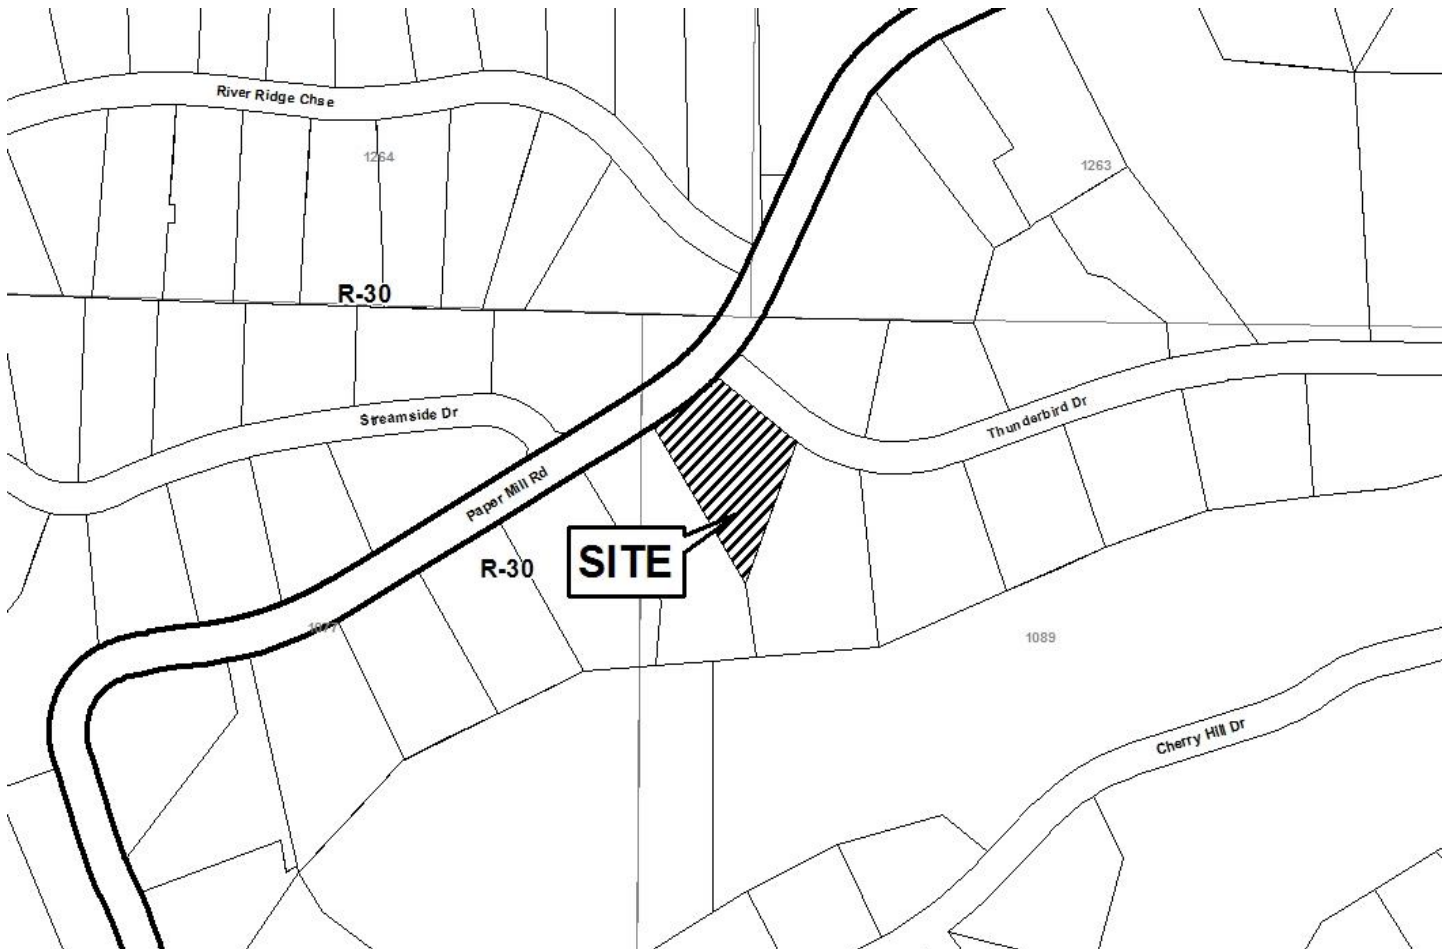 River Ridge Chse
1264
1263
R-30
Streamside Dr
Thunderbird Dr
Paper Mill Rd
SITE
R-30
1077
1089
Cherry Hill Dr